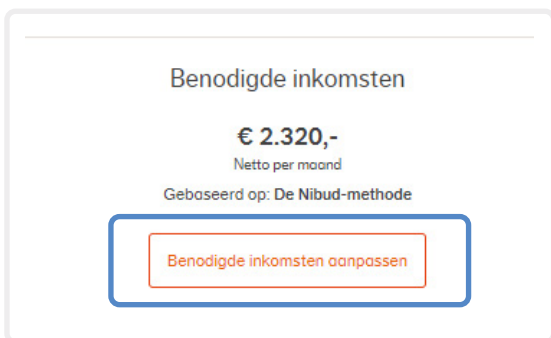 Benodigde inkomsten
€ 2.320,-
Netto per maand
Gebaseerd op: De Nibud-methode
Benodigde inkomsten aanpassen